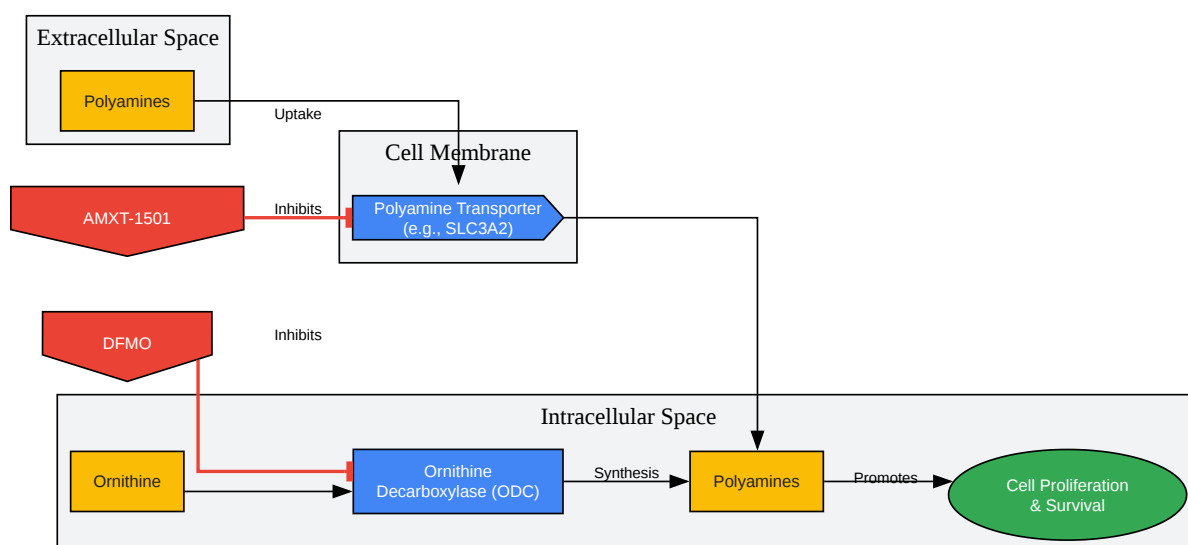 Extracellular Space
Polyamines
Uptake
Cell Membrane
AMXT-1501
Inhibits
Polyamine Transporter
(e.g., SLC3A2)
DFMO
Inhibits
Intracellular Space
Ornithine
Ornithine
Decarboxylase (ODC)
Synthesis
Polyamines
Promotes
Cell Proliferation
& Survival